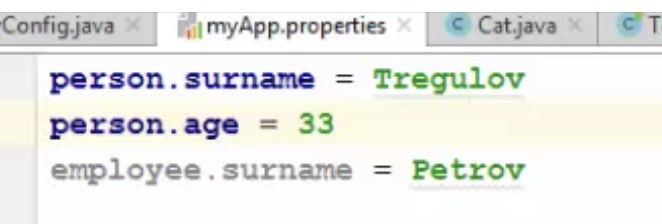 Config.java myApp.properties Cat.java
person.surname = Tregulov
person.age = 33
employee.surname = Petrov